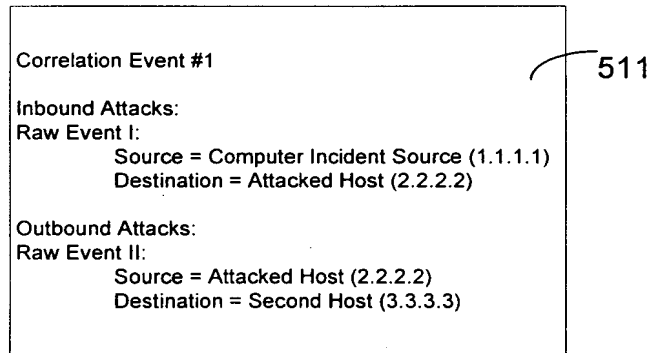 Correlation Event #1
511
Inbound Attacks:
Raw Event I:
Source = Computer Incident Source (1.1.1.1)
Destination = Attacked Host (2.2.2.2)
Outbound Attacks:
Raw Event II:
Source = Attacked Host (2.2.2.2)
Destination = Second Host (3.3.3.3)